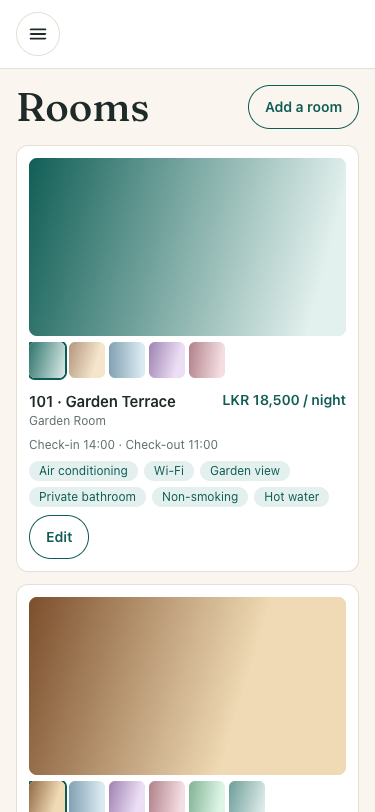 Rooms
Add a room
101 · Garden Terrace
LKR 18,500 / night
Garden Room
Check-in 14:00 · Check-out 11:00
Air conditioning
Wi-Fi
Garden view
Private bathroom
Non-smoking
Hot water
Edit